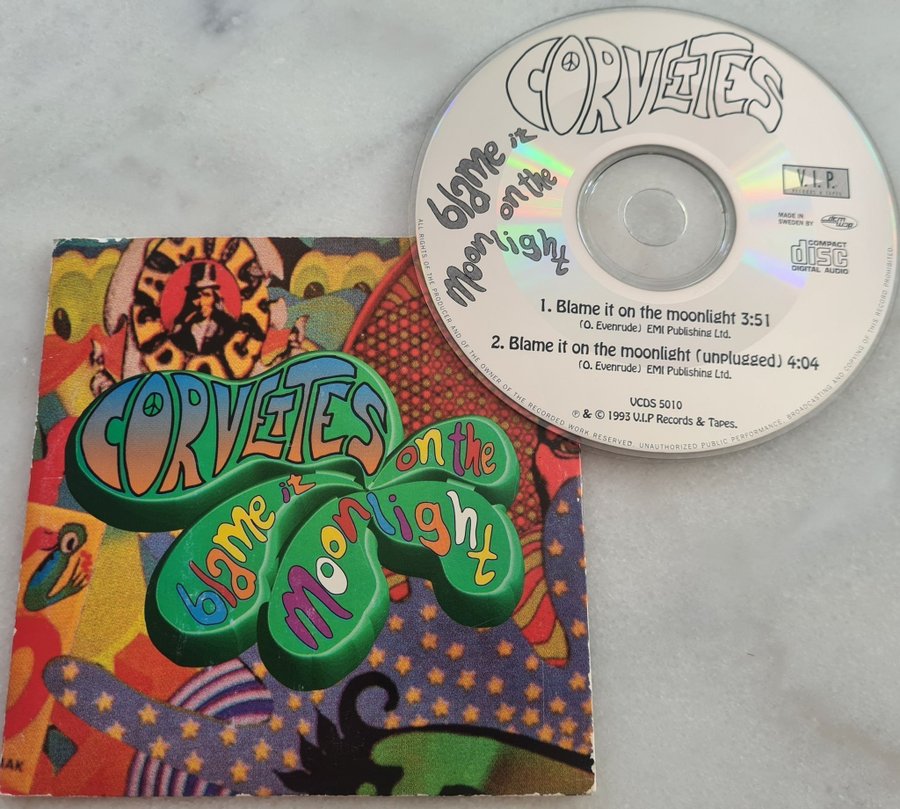 CORVETTES
blame it
on the
Moonlight
V. I. P.
RECORDS & TAPES
MADE IN
SWEDEN BY
COMPACT
disc
DIGITAL AUDIO
1. Blame it on the moonlight 3:51
(O. Evenrude) EMI Publishing Ltd.
2. Blame it on the moonlight (unplugged) 4:04
(O. Evenrude) EMI Publishing Ltd.
VCDS 5010
℗ & © 1993 V.I.P Records & Tapes.
ALL RIGHTS OF THE PRODUCER AND OF THE OWNER OF THE RECORDED WORK RESERVED. UNAUTHORIZED PUBLIC PERFORMANCE, BROADCASTING AND COPYING OF THIS RECORD PROHIBITED.
CORVETTES
blame it
on the
Moonlight